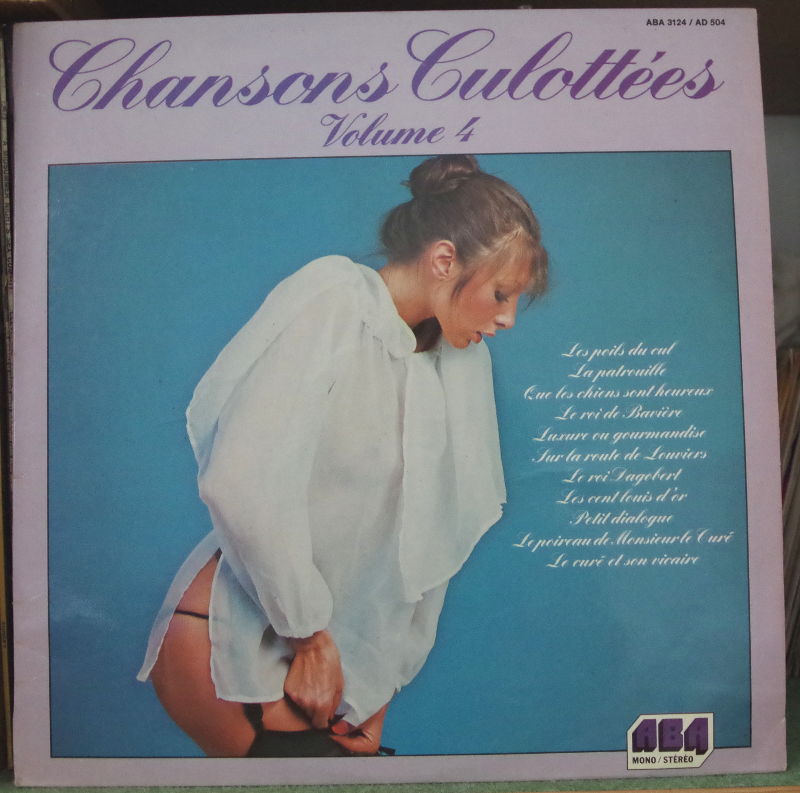 ABA 3124 / AD 504
Chansons Culottées
Volume 4
Les poils du cul
La patrouille
Que les chiens sont heureux
Le roi de Bavière
Luxure ou gourmandise
Sur la route de Louviers
Le roi Dagobert
Les cent louis d'or
Petit dialogue
Le poireau de Monsieur le Curé
Le curé et son vicaire
ABA
MONO / STÉRÉO